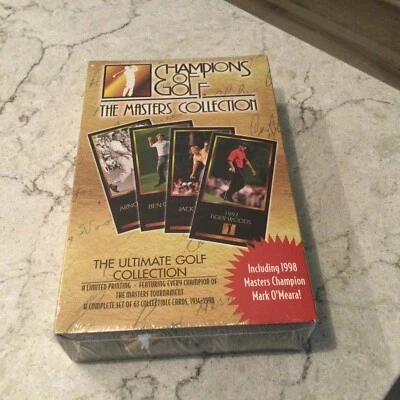 CHAMPIONS
OF
GOLF
THE MASTERS COLLECTION
ARNO
BEN C
JACK
1997
TIGER WOODS
THE ULTIMATE GOLF
COLLECTION
A LIMITED PRINTING - FEATURING EVERY CHAMPION OF
THE MASTERS TOURNAMENT
A COMPLETE SET OF 63 COLLECTIBLE CARDS, 1934-1998
Including 1998
Masters Champion
Mark O'Meara!